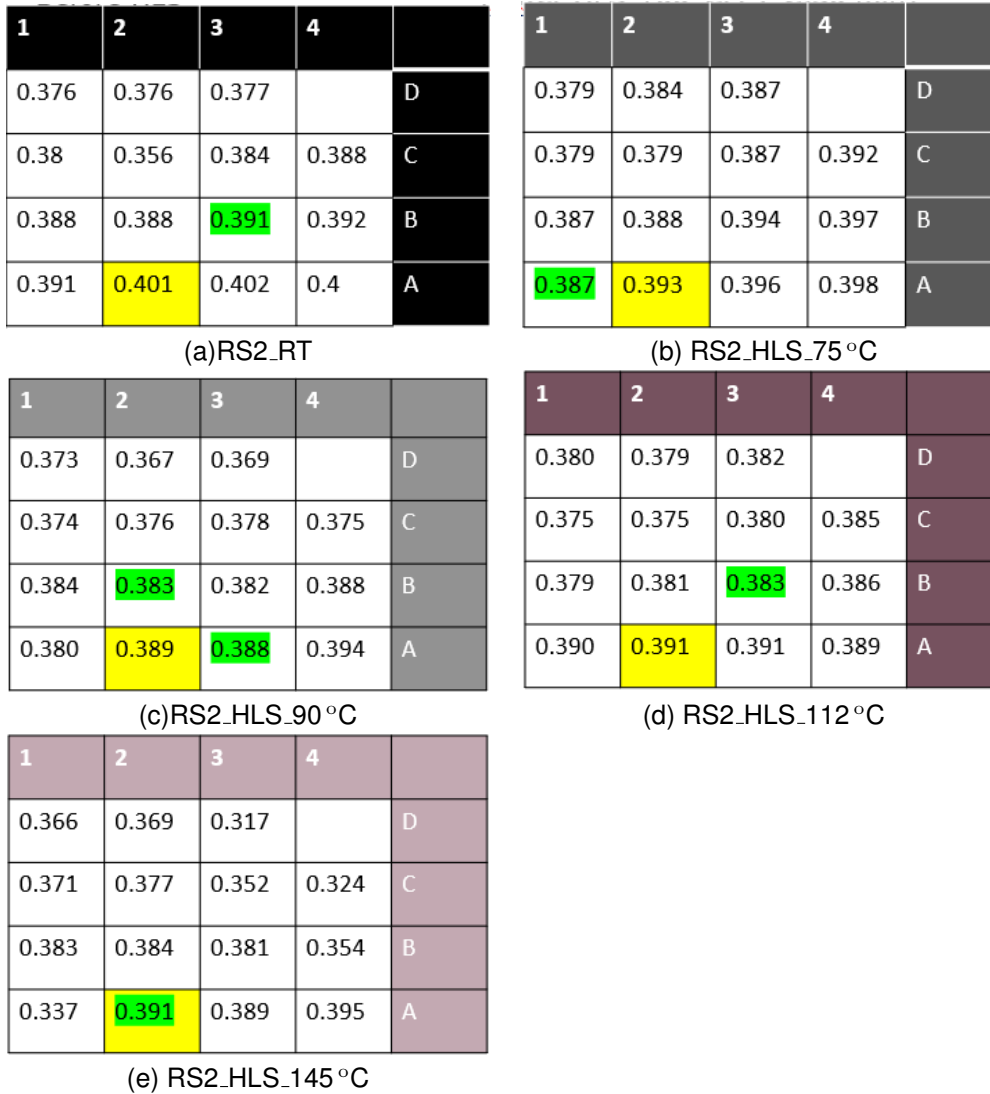 1 2 3 4
0.376 0.376 0.377 D
0.38 0.356 0.384 0.388 C
0.388 0.388 0.391 0.392 B
0.391 0.401 0.402 0.4 A
(a)RS2_RT
1 2 3 4
0.379 0.384 0.387 D
0.379 0.379 0.387 0.392 C
0.387 0.388 0.394 0.397 B
0.387 0.393 0.396 0.398 A
(b) RS2_HLS_75°C
1 2 3 4
0.373 0.367 0.369 D
0.374 0.376 0.378 0.375 C
0.384 0.383 0.382 0.388 B
0.380 0.389 0.388 0.394 A
(c)RS2_HLS_90°C
1 2 3 4
0.380 0.379 0.382 D
0.375 0.375 0.380 0.385 C
0.379 0.381 0.383 0.386 B
0.390 0.391 0.391 0.389 A
(d) RS2_HLS_112°C
1 2 3 4
0.366 0.369 0.317 D
0.371 0.377 0.352 0.324 C
0.383 0.384 0.381 0.354 B
0.337 0.391 0.389 0.395 A
(e) RS2_HLS_145°C